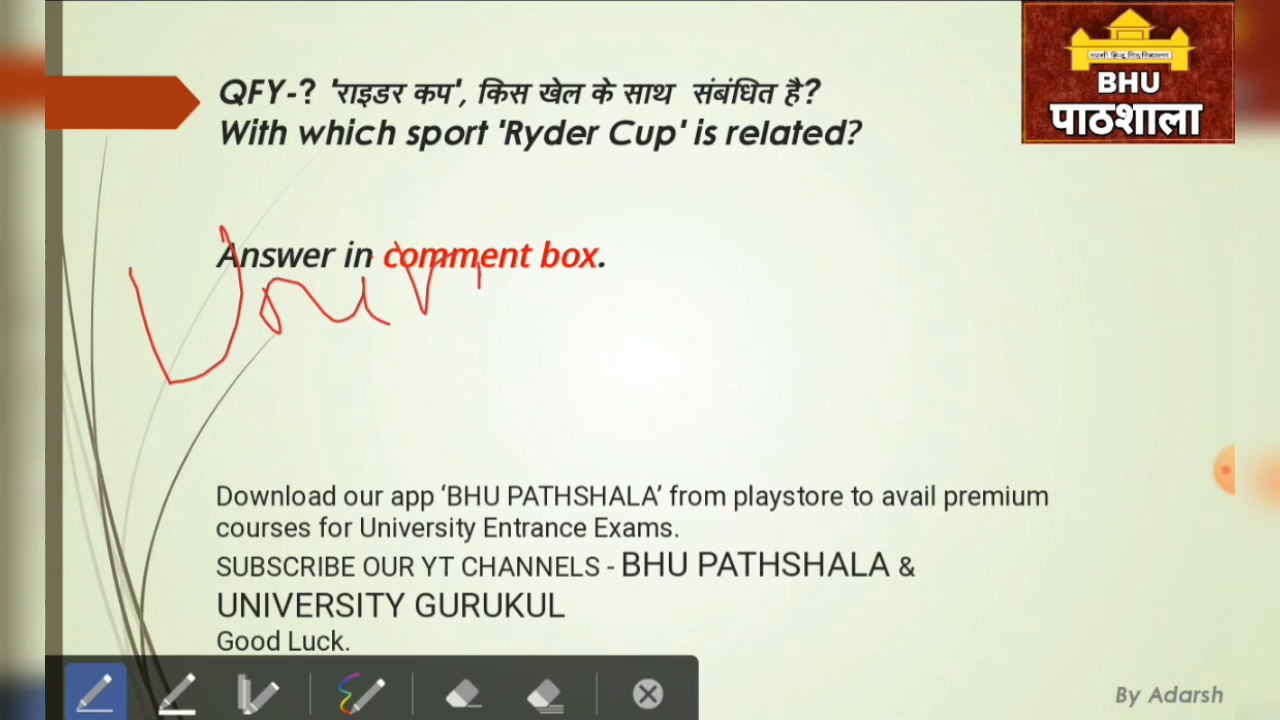 QFY-? 'राइडर कप', किस खेल के साथ संबंधित है?
With which sport 'Ryder Cup' is related?
BHU
पाठशाला
Answer in comment box.
Univ
Download our app ‘BHU PATHSHALA’ from playstore to avail premium
courses for University Entrance Exams.
SUBSCRIBE OUR YT CHANNELS - BHU PATHSHALA &
UNIVERSITY GURUKUL
Good Luck.
By Adarsh